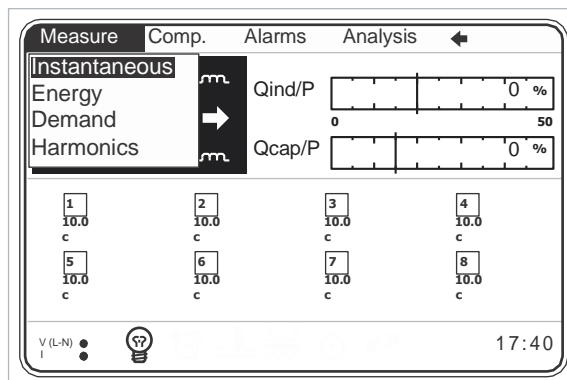 Measure Comp. Alarms Analysis
Instantaneous
Energy
Demand
Harmonics
Qind/P 0 %
0 50
Qcap/P 0 %
1 2 3 4
10.0 10.0 10.0 10.0
c c c c
5 6 7 8
10.0 10.0 10.0 10.0
c c c c
V (L-N)
I
17:40